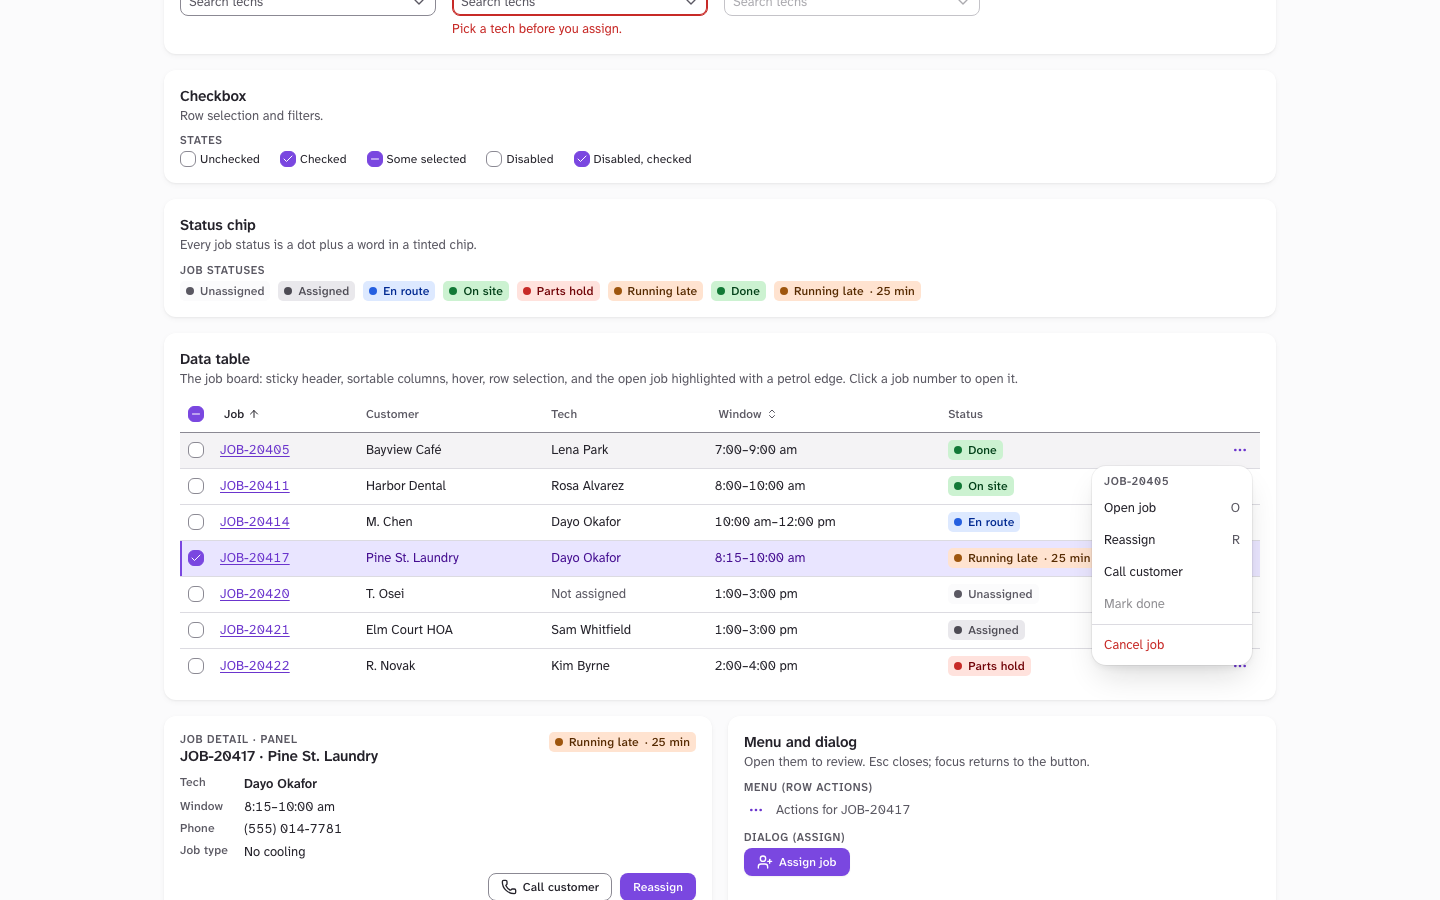 Search techs
Search techs
Search techs
Pick a tech before you assign.
Checkbox
Row selection and filters.
STATES
Unchecked
Checked
Some selected
Disabled
Disabled, checked
Status chip
Every job status is a dot plus a word in a tinted chip.
JOB STATUSES
Unassigned
Assigned
En route
On site
Parts hold
Running late
Done
Running late · 25 min
Data table
The job board: sticky header, sortable columns, hover, row selection, and the open job highlighted with a petrol edge. Click a job number to open it.
Job Customer Tech Window Status
JOB-20405 Bayview Café Lena Park 7:00–9:00 am Done
JOB-20411 Harbor Dental Rosa Alvarez 8:00–10:00 am On site
JOB-20414 M. Chen Dayo Okafor 10:00 am–12:00 pm En route
JOB-20417 Pine St. Laundry Dayo Okafor 8:15–10:00 am Running late · 25 min
JOB-20420 T. Osei Not assigned 1:00–3:00 pm Unassigned
JOB-20421 Elm Court HOA Sam Whitfield 1:00–3:00 pm Assigned
JOB-20422 R. Novak Kim Byrne 2:00–4:00 pm Parts hold
JOB-20405
Open job O
Reassign R
Call customer
Mark done
Cancel job
JOB DETAIL · PANEL
JOB-20417 · Pine St. Laundry
Running late · 25 min
Tech Dayo Okafor
Window 8:15–10:00 am
Phone (555) 014-7781
Job type No cooling
Call customer
Reassign
Menu and dialog
Open them to review. Esc closes; focus returns to the button.
MENU (ROW ACTIONS)
Actions for JOB-20417
DIALOG (ASSIGN)
Assign job